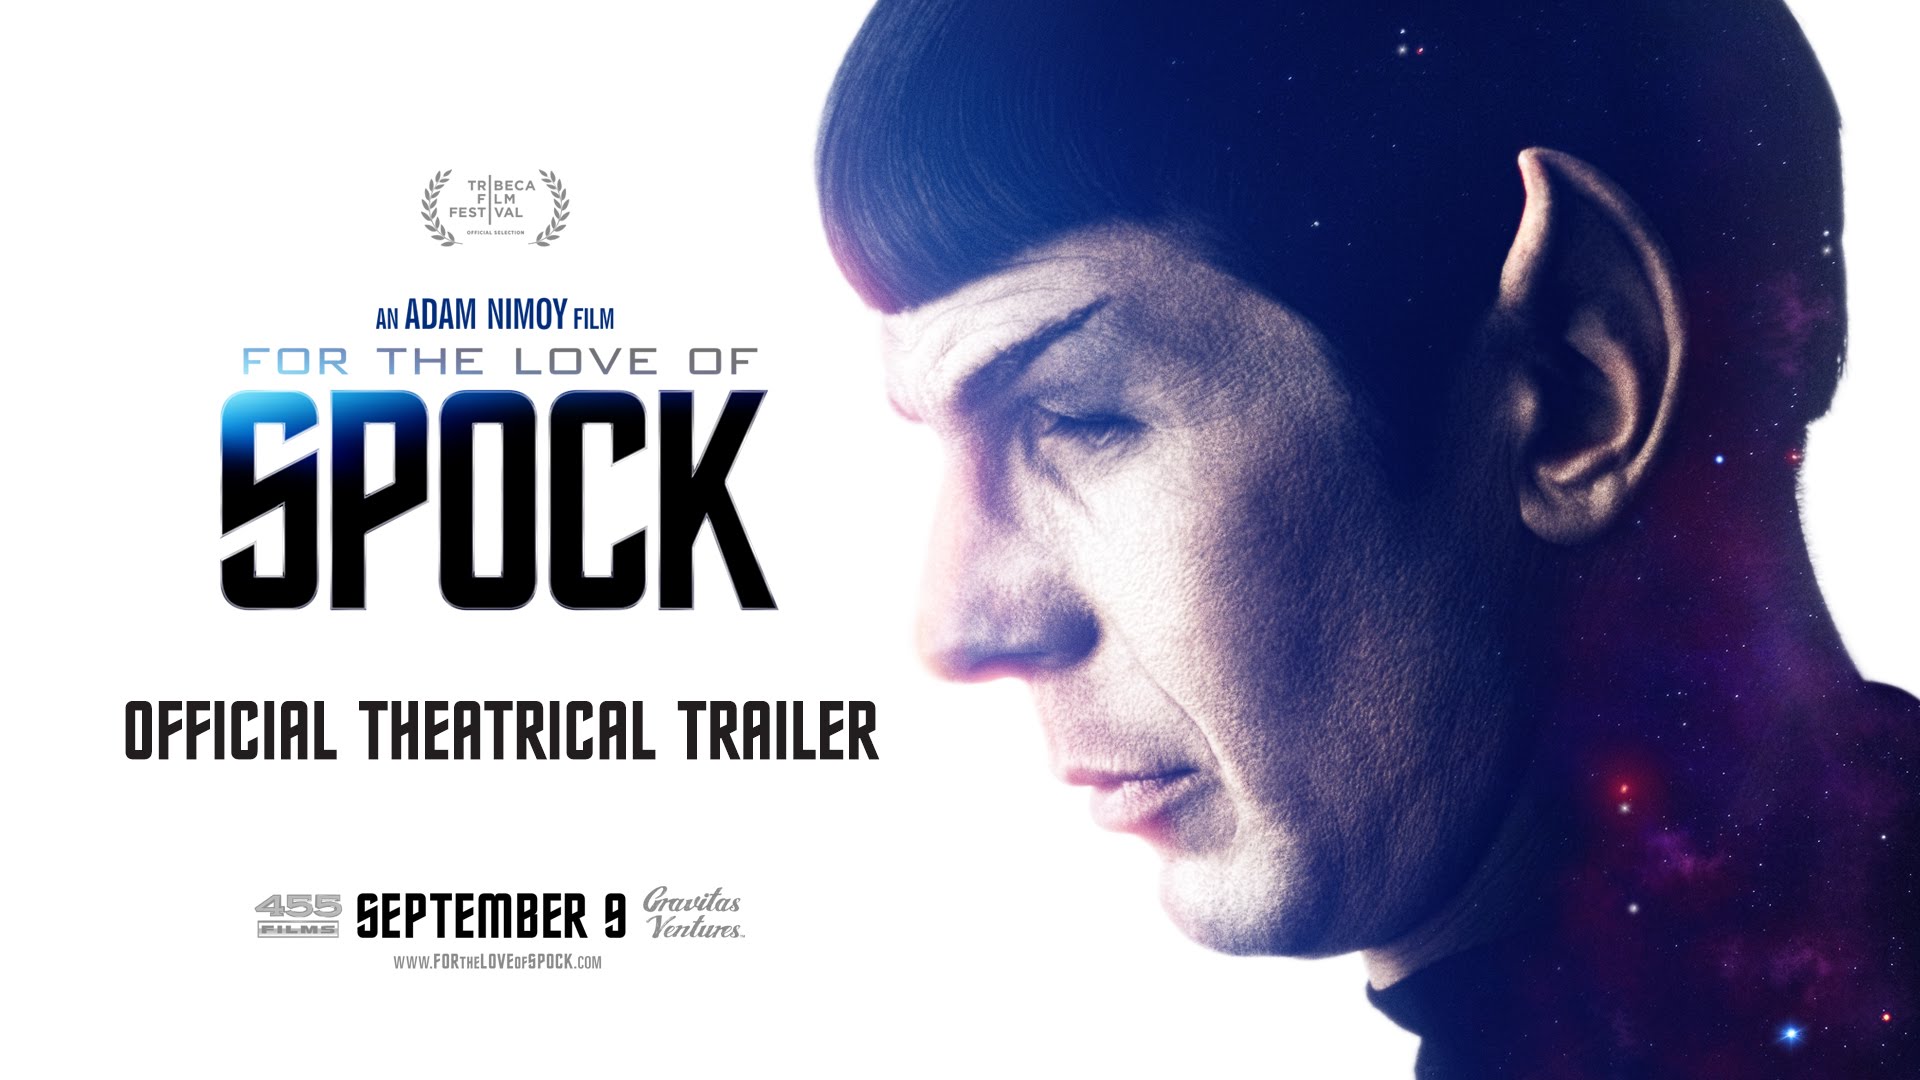 TRIBECA
FILM
FESTIVAL
OFFICIAL SELECTION
AN ADAM NIMOY FILM
FOR THE LOVE OF
SPOCK
OFFICIAL THEATRICAL TRAILER
455 FILMS SEPTEMBER 9 Gravitas Ventures
WWW.FORTHELOVEOFSPOCK.COM